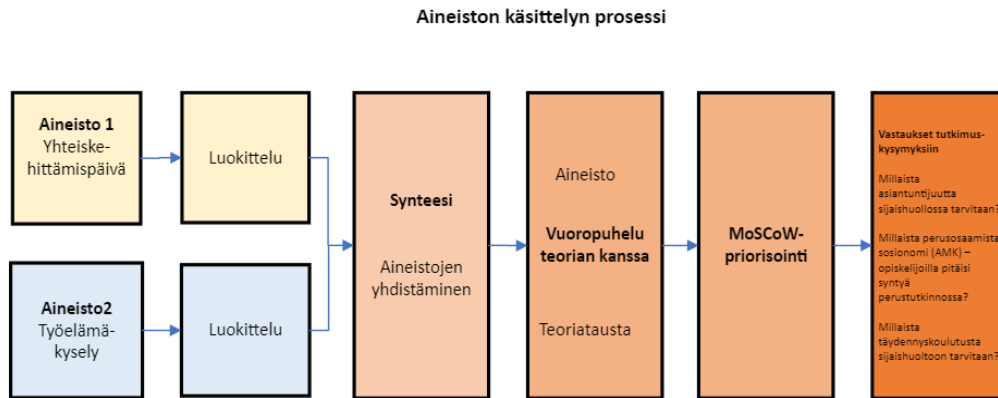 Aineiston käsittelyn prosessi
Aineisto 1
Yhteiske-
hittämispäivä
Luokittelu
Aineisto2
Työelämä-
kysely
Luokittelu
Synteesi
Aineistojen
yhdistäminen
Aineisto
Vuoropuhelu
teorian kanssa
Teoriatausta
MoSCoW-
priorisointi
Vastaukset tutkimus-
kysymyksiin
Millaista
asiantuntijuutta
sijaishuollossa tarvitaan?
Millaista perusosaamista
sosionomi (AMK) –
opiskelijoilla pitäisi
syntyä
perustutkinnossa?
Millaista
täydennyskoulutusta
sijaishuoltoon tarvitaan?